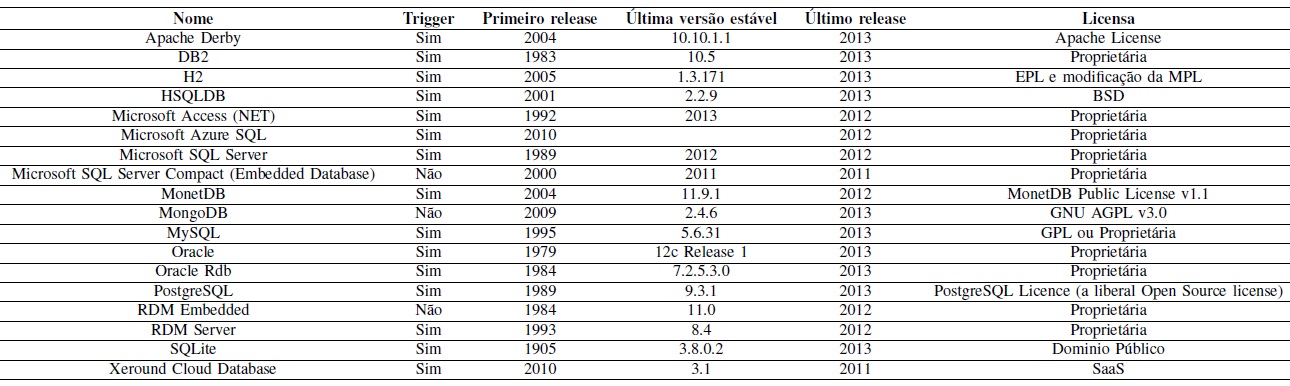 Nome Trigger Primeiro release Última versão estável Último release Licensa
Apache Derby Sim 2004 10.10.1.1 2013 Apache License
DB2 Sim 1983 10.5 2013 Proprietária
H2 Sim 2005 1.3.171 2013 EPL e modificação da MPL
HSQLDB Sim 2001 2.2.9 2013 BSD
Microsoft Access (NET) Sim 1992 2013 2012 Proprietária
Microsoft Azure SQL Sim 2010 2012 Proprietária
Microsoft SQL Server Sim 1989 2012 2012 Proprietária
Microsoft SQL Server Compact (Embedded Database) Não 2000 2011 2011 Proprietária
MonetDB Sim 2004 11.9.1 2012 MonetDB Public License v1.1
MongoDB Não 2009 2.4.6 2013 GNU AGPL v3.0
MySQL Sim 1995 5.6.31 2013 GPL ou Proprietária
Oracle Sim 1979 12c Release 1 2013 Proprietária
Oracle Rdb Sim 1984 7.2.5.3.0 2013 Proprietária
PostgreSQL Sim 1989 9.3.1 2013 PostgreSQL Licence (a liberal Open Source license)
RDM Embedded Não 1984 11.0 2012 Proprietária
RDM Server Sim 1993 8.4 2012 Proprietária
SQLite Sim 1905 3.8.0.2 2013 Dominio Público
Xeround Cloud Database Sim 2010 3.1 2011 SaaS